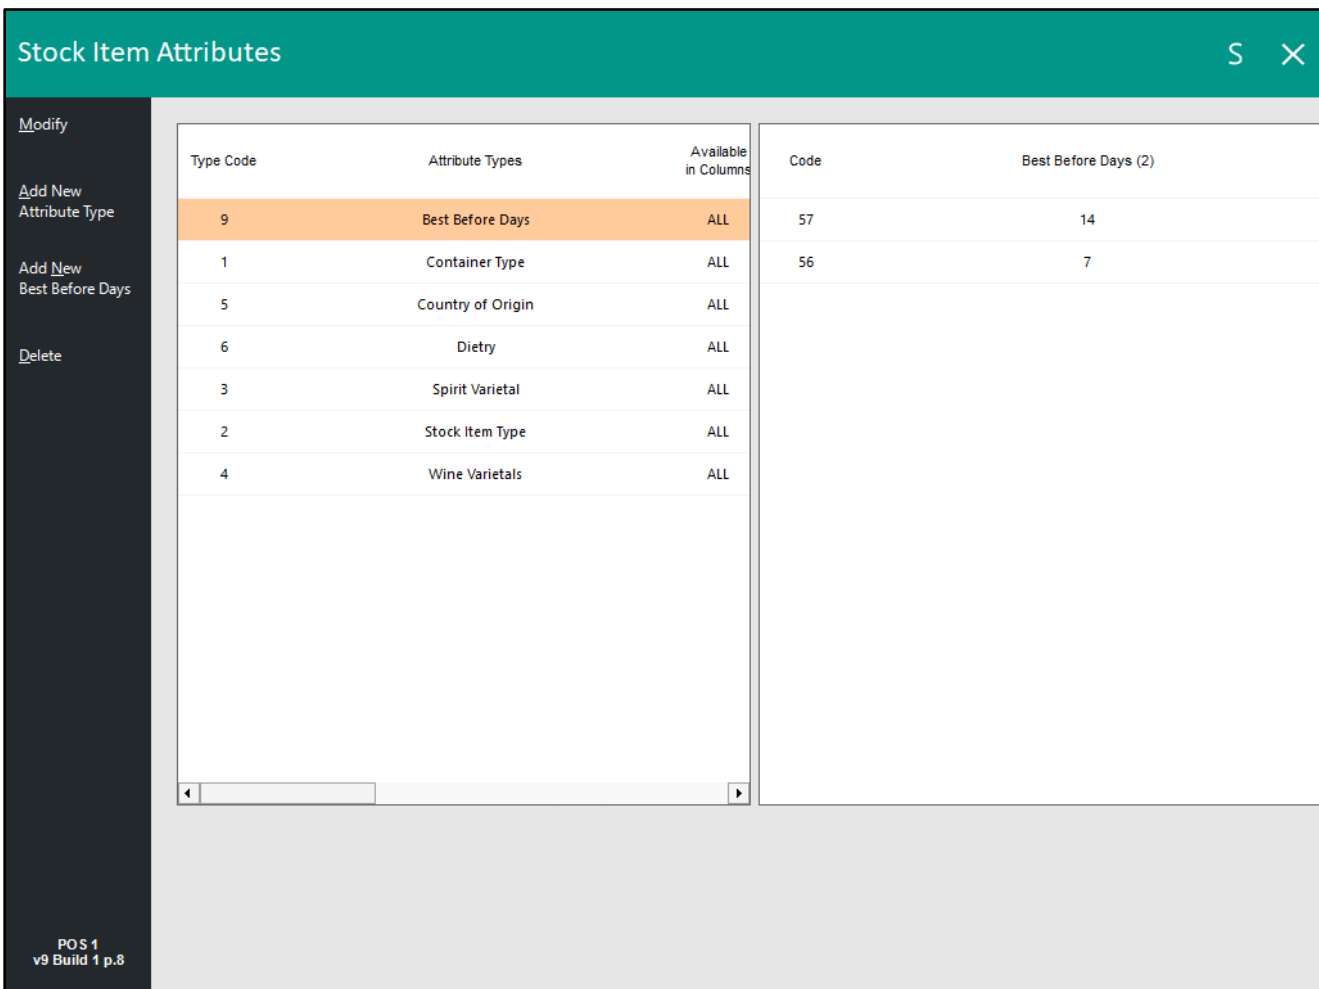 Stock Item Attributes S
Modify
Add New
Attribute Type
Add New
Best Before Days
Delete
POS 1
v9 Build 1 p.8
Type Code Attribute Types Available
in Columns
9 Best Before Days ALL
1 Container Type ALL
5 Country of Origin ALL
6 Dietry ALL
3 Spirit Varietal ALL
2 Stock Item Type ALL
4 Wine Varietals ALL
Code Best Before Days (2)
57 14
56 7